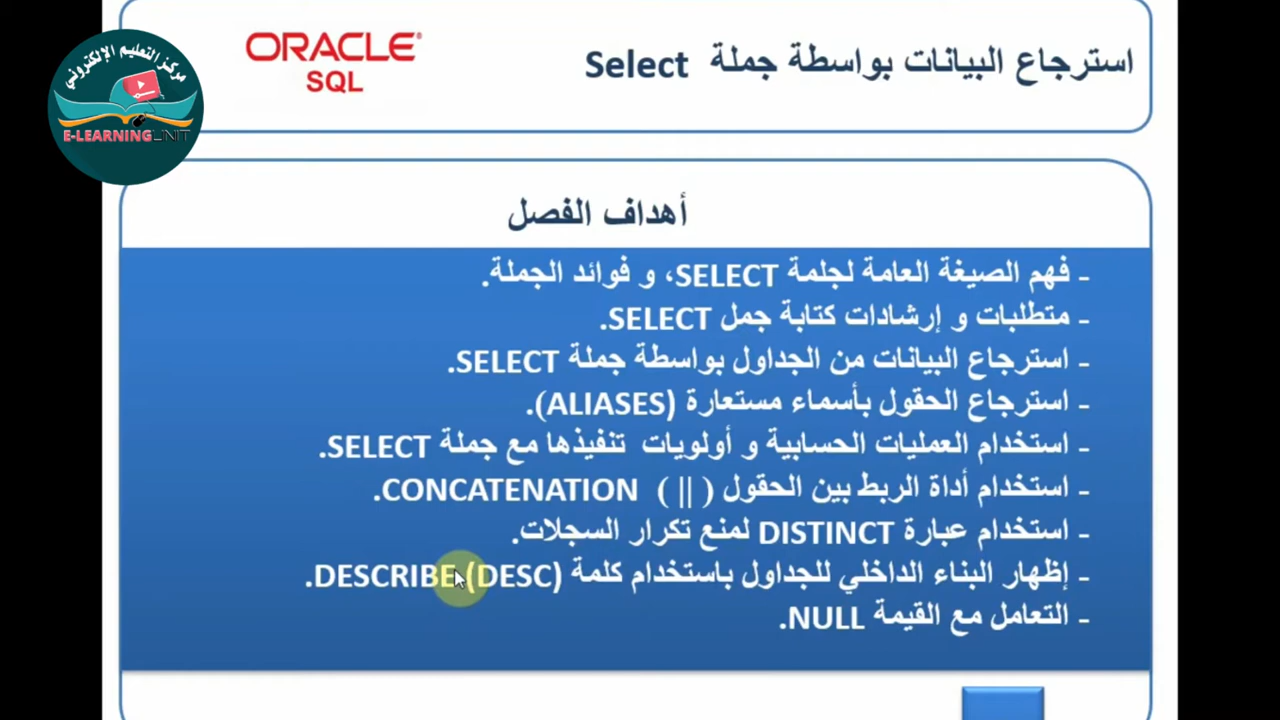 مركز التعليم الإلكتروني
E-LEARNING UNIT
ORACLE
SQL
استرجاع البيانات بواسطة جملة Select
أهداف الفصل
- فهم الصيغة العامة لجلمة SELECT، و فوائد الجملة.
- متطلبات و إرشادات كتابة جمل SELECT.
- استرجاع البيانات من الجداول بواسطة جملة SELECT.
- استرجاع الحقول بأسماء مستعارة (ALIASES).
- استخدام العمليات الحسابية و أولويات تنفيذها مع جملة SELECT.
- استخدام أداة الربط بين الحقول ( || ) CONCATENATION.
- استخدام عبارة DISTINCT لمنع تكرار السجلات.
- إظهار البناء الداخلي للجداول باستخدام كلمة DESCRIBE (DESC).
- التعامل مع القيمة NULL.